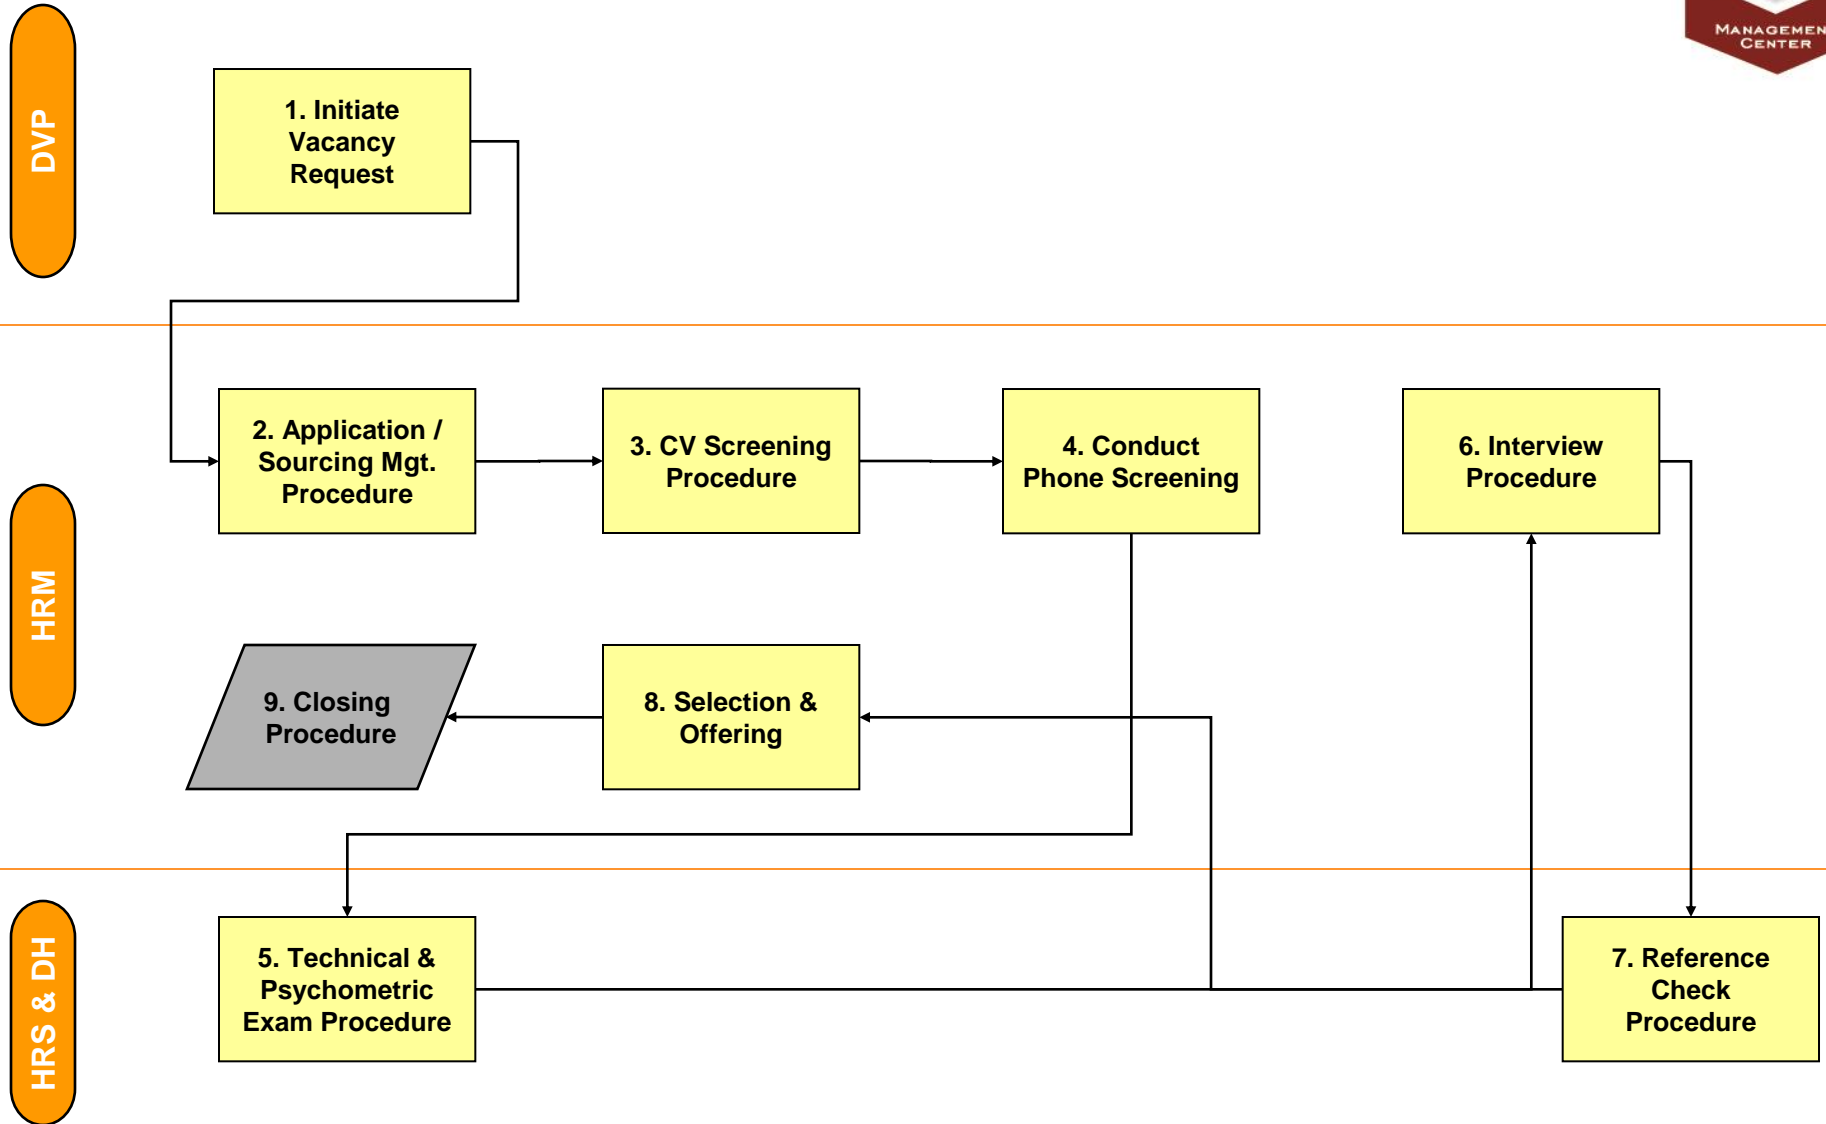 MANAGEMEN
CENTER
DVP
1. Initiate
Vacancy
Request
HRM
2. Application /
Sourcing Mgt.
Procedure
3. CV Screening
Procedure
4. Conduct
Phone Screening
6. Interview
Procedure
9. Closing
Procedure
8. Selection &
Offering
HRS & DH
5. Technical &
Psychometric
Exam Procedure
7. Reference
Check
Procedure